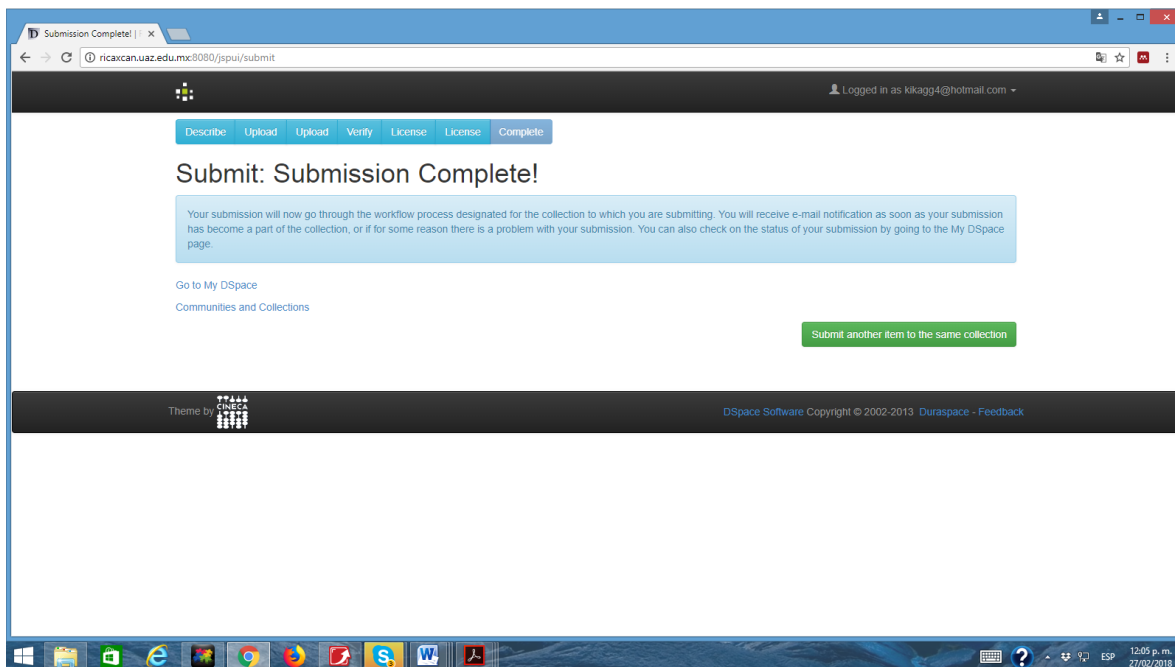 Submission Complete! |
ricaxcan.uaz.edu.mx:8080/jspui/submit
Logged in as kikagg4@hotmail.com
Describe Upload Upload Verify License License Complete
Submit: Submission Complete!
Your submission will now go through the workflow process designated for the collection to which you are submitting. You will receive e-mail notification as soon as your submission
has become a part of the collection, or if for some reason there is a problem with your submission. You can also check on the status of your submission by going to the My DSpace
page.
Go to My DSpace
Communities and Collections
Submit another item to the same collection
Theme by CINECA
DSpace Software Copyright © 2002-2013 Duraspace - Feedback
ESP
12:05 p. m.